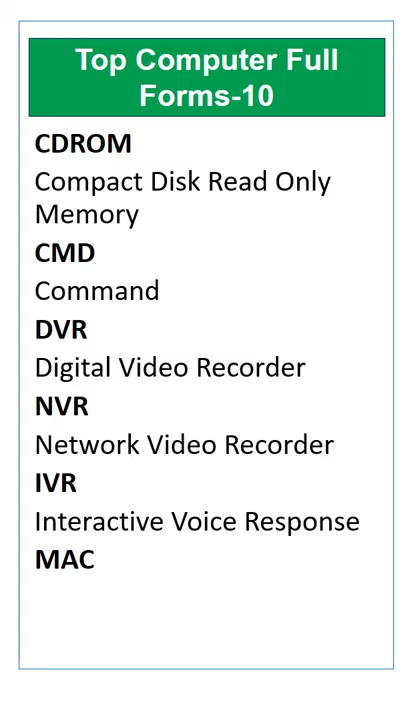 Top Computer Full
Forms-10
CDROM
Compact Disk Read Only
Memory
CMD
Command
DVR
Digital Video Recorder
NVR
Network Video Recorder
IVR
Interactive Voice Response
MAC